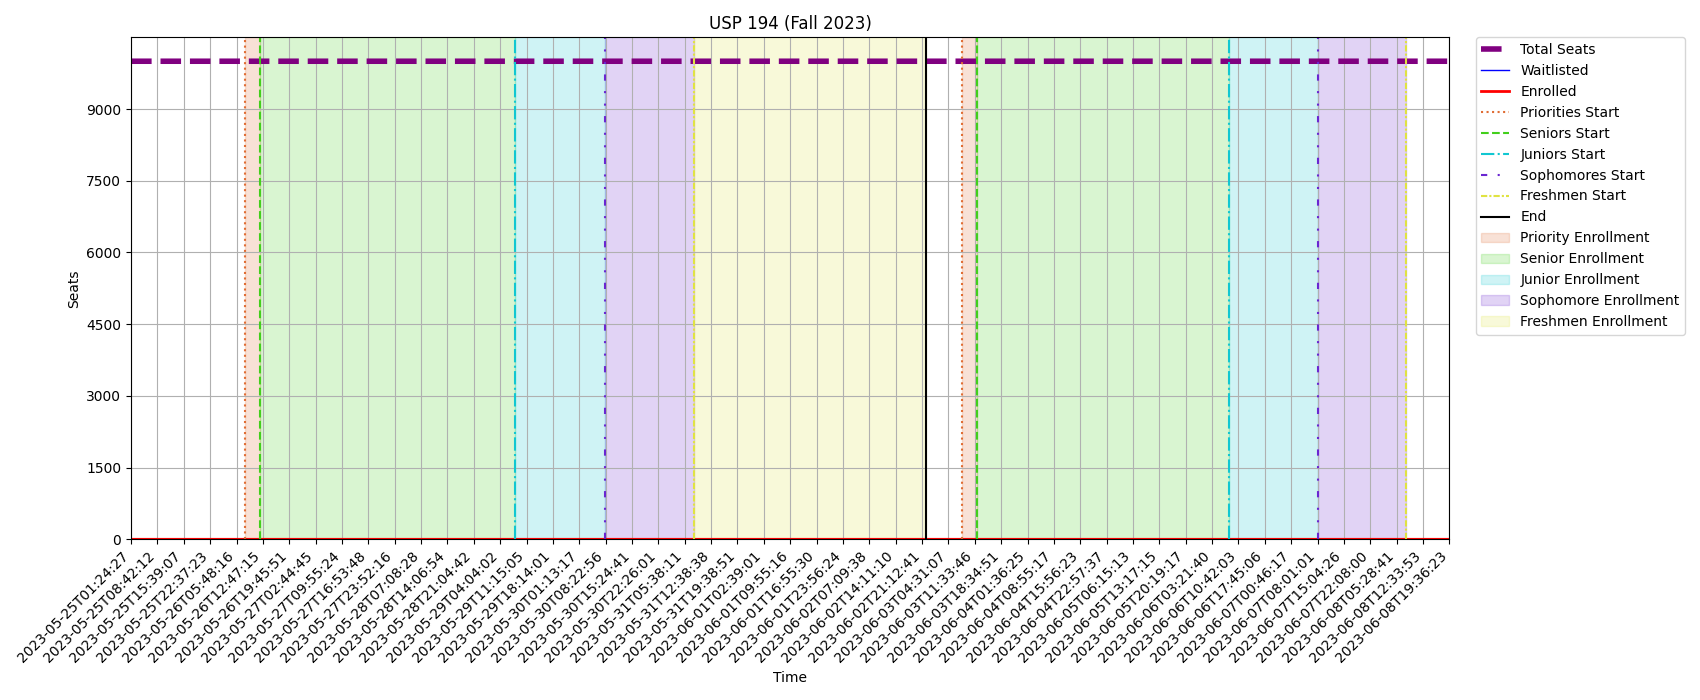 USP 194 (Fall 2023)
Total Seats
Waitlisted
Enrolled
Priorities Start
Seniors Start
Juniors Start
Sophomores Start
Freshmen Start
End
Priority Enrollment
Senior Enrollment
Junior Enrollment
Sophomore Enrollment
Freshmen Enrollment
Seats
9000
7500
6000
4500
3000
1500
0
2023-05-25T01:24:27
2023-05-25T08:42:12
2023-05-25T15:39:07
2023-05-25T22:37:23
2023-05-26T05:48:16
2023-05-26T12:47:15
2023-05-26T19:45:51
2023-05-27T02:44:45
2023-05-27T09:55:24
2023-05-27T16:53:48
2023-05-27T23:52:16
2023-05-28T07:08:28
2023-05-28T14:06:54
2023-05-28T21:04:42
2023-05-29T04:04:02
2023-05-29T11:15:05
2023-05-29T18:14:01
2023-05-30T01:13:17
2023-05-30T08:22:56
2023-05-30T15:24:41
2023-05-30T22:26:01
2023-05-31T05:38:11
2023-05-31T12:38:38
2023-05-31T19:38:51
2023-06-01T02:39:01
2023-06-01T09:55:16
2023-06-01T16:55:30
2023-06-01T23:56:24
2023-06-02T07:09:38
2023-06-02T14:11:10
2023-06-02T21:12:41
2023-06-03T04:31:07
2023-06-03T11:33:46
2023-06-03T18:34:51
2023-06-04T01:36:25
2023-06-04T08:55:17
2023-06-04T15:56:23
2023-06-04T22:57:37
2023-06-05T06:15:13
2023-06-05T13:17:15
2023-06-05T20:19:17
2023-06-06T03:21:40
2023-06-06T10:42:03
2023-06-06T17:45:06
2023-06-07T00:46:17
2023-06-07T08:01:01
2023-06-07T15:04:26
2023-06-07T22:08:00
2023-06-08T05:28:41
2023-06-08T12:33:53
2023-06-08T19:36:23
Time